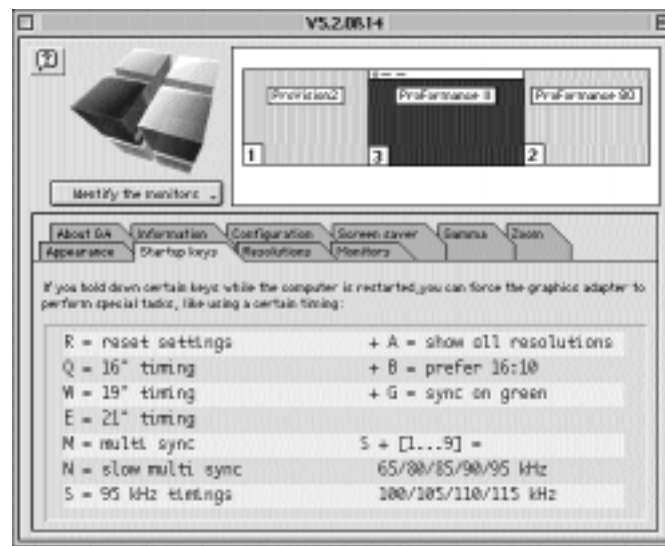 V5.2.0B14
?
ProVision2
ProFormance II
ProFormance 80
1
3
2
Identify the monitors
About GA
Information
Configuration
Screen saver
Gamma
Zoom
Appearance
Startup keys
Resolutions
Monitors
If you hold down certain keys while the computer is restarted, you can force the graphics adapter to
perform special tasks, like using a certain timing:
R = reset settings
+ A = show all resolutions
Q = 16" timing
+ B = prefer 16:10
W = 19" timing
+ G = sync on green
E = 21" timing
M = multi sync
S + [1...9] =
N = slow multi sync
65/80/85/90/95 kHz
S = 95 kHz timings
100/105/110/115 kHz